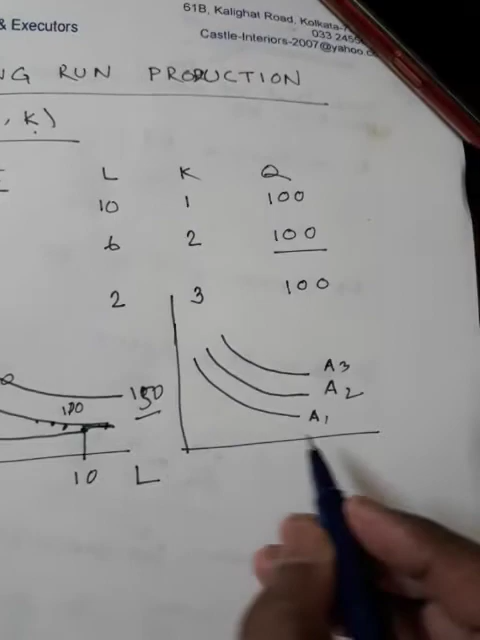 & Executors
61B, Kalighat Road, Kolkata-
033 245
Castle-Interiors-2007@yahoo.c
NG RUN PRODUCTION
, K)
L K Q
10 1 100
6 2 100
2 3 100
A3
A2
A1
150
100
10 L